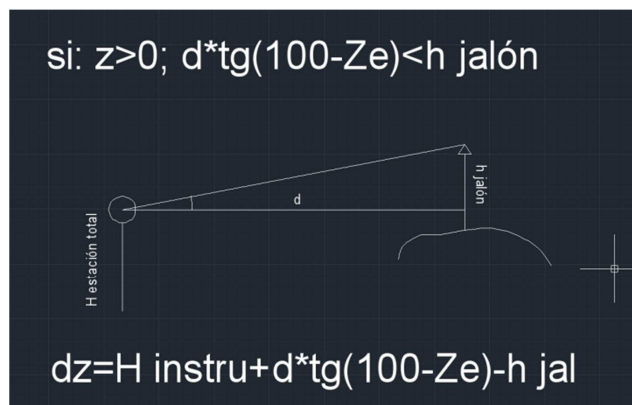 si: z>0; d*tg(100-Ze)<h jalón
d
h jalón
H estación total
dz=H instru+d*tg(100-Ze)-h jal